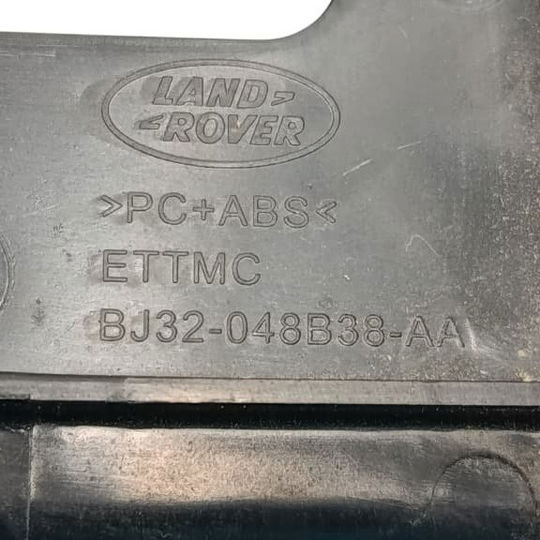 LAND
ROVER
>PC+ABS<
ETTMC
BJ32-048B38-AA